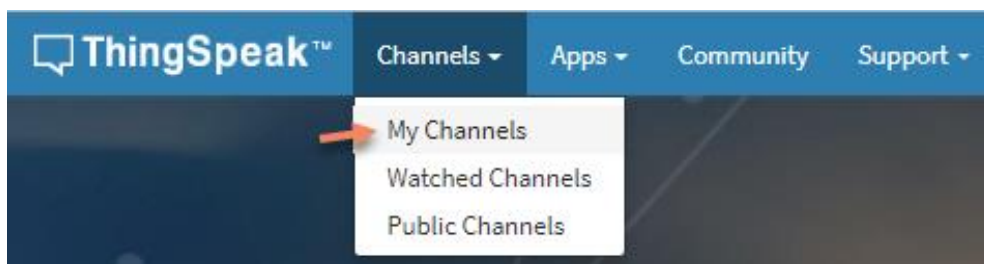 ThingSpeak™ Channels Apps Community Support
My Channels
Watched Channels
Public Channels